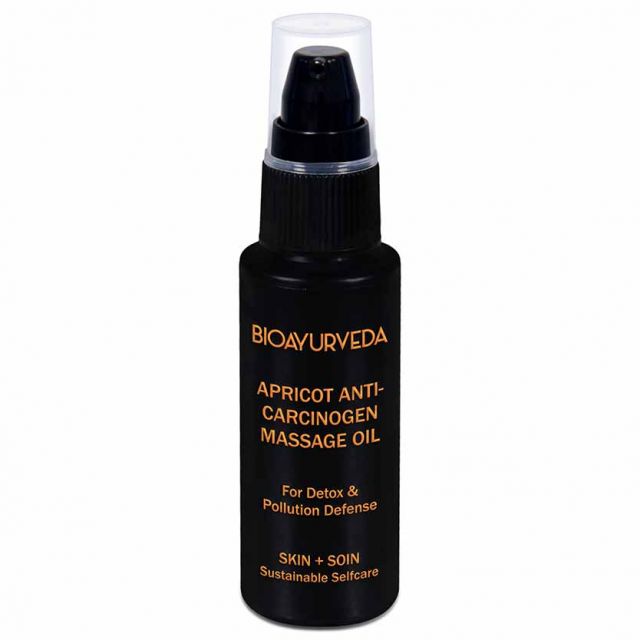 BIOAYURVEDA
APRICOT ANTI-
CARCINOGEN
MASSAGE OIL
For Detox &
Pollution Defense
SKIN + SOIN
Sustainable Selfcare